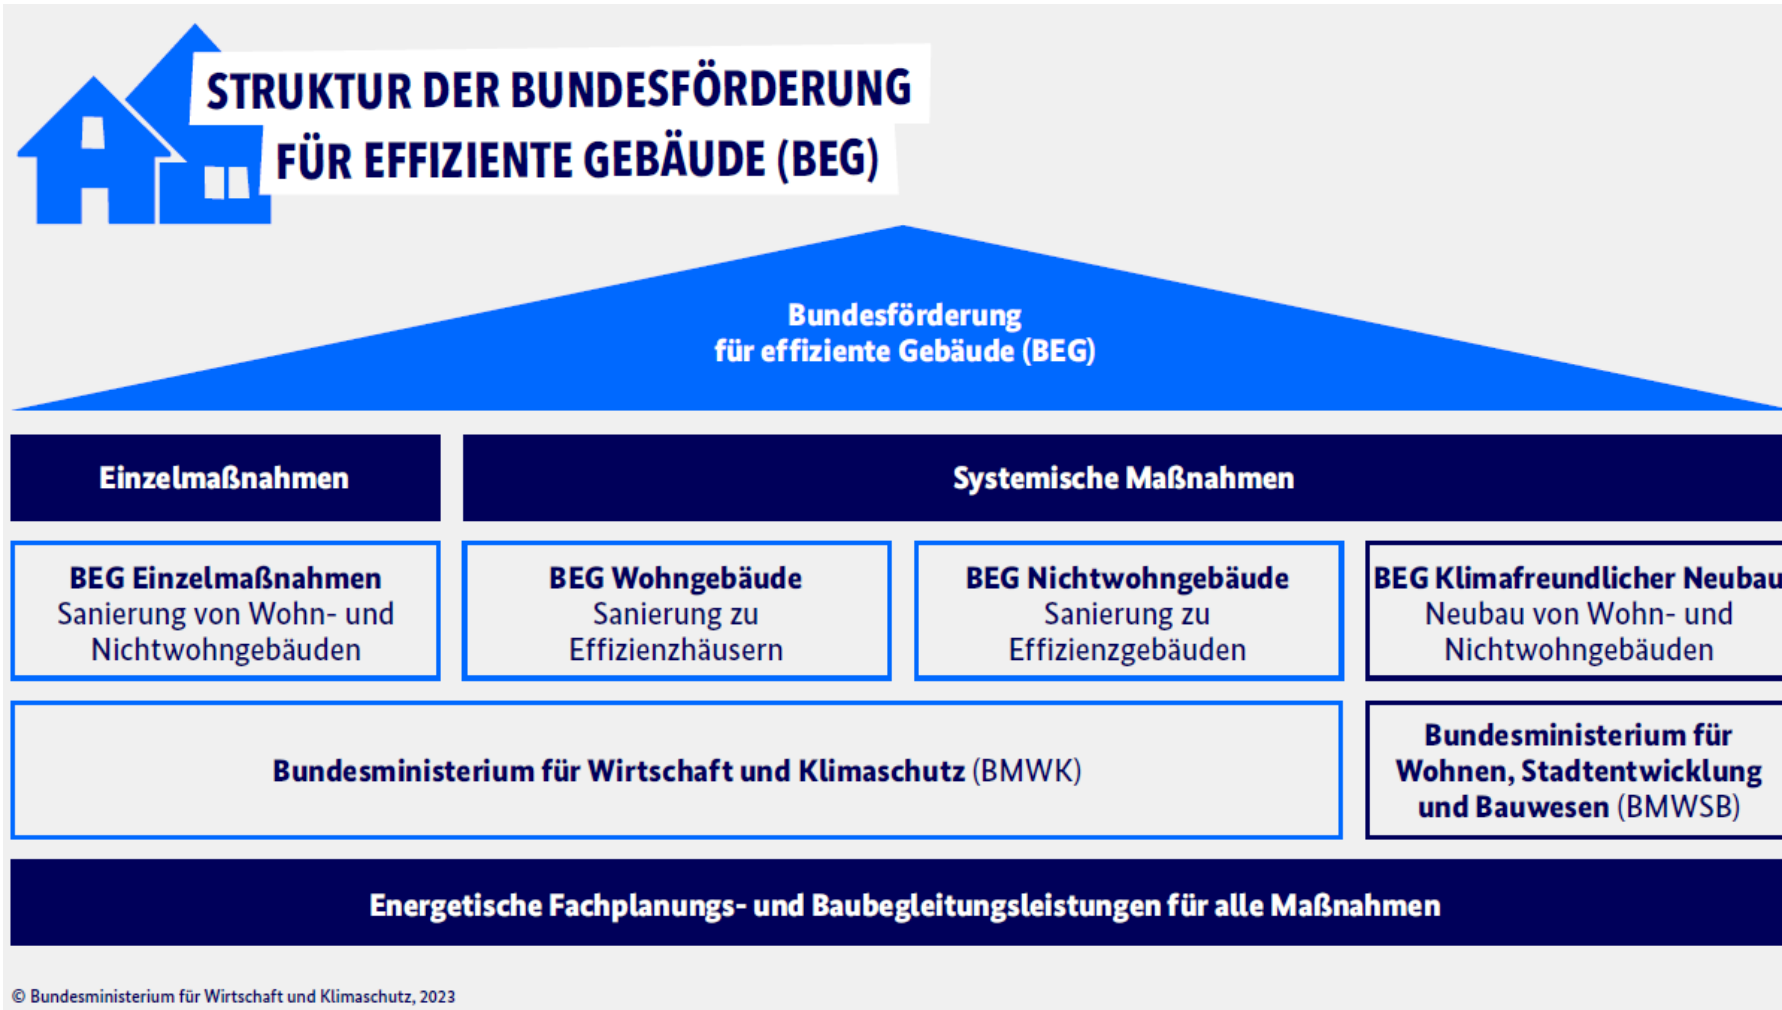 STRUKTUR DER BUNDESFÖRDERUNG
FÜR EFFIZIENTE GEBÄUDE (BEG)
Bundesförderung
für effiziente Gebäude (BEG)
Einzelmaßnahmen
Systemische Maßnahmen
BEG Einzelmaßnahmen
Sanierung von Wohn- und
Nichtwohngebäuden
BEG Wohngebäude
Sanierung zu
Effizienzhäusern
BEG Nichtwohngebäude
Sanierung zu
Effizienzgebäuden
BEG Klimafreundlicher Neubau
Neubau von Wohn- und
Nichtwohngebäuden
Bundesministerium für Wirtschaft und Klimaschutz (BMWK)
Bundesministerium für
Wohnen, Stadtentwicklung
und Bauwesen (BMWSB)
Energetische Fachplanungs- und Baubegleitungsleistungen für alle Maßnahmen
© Bundesministerium für Wirtschaft und Klimaschutz, 2023